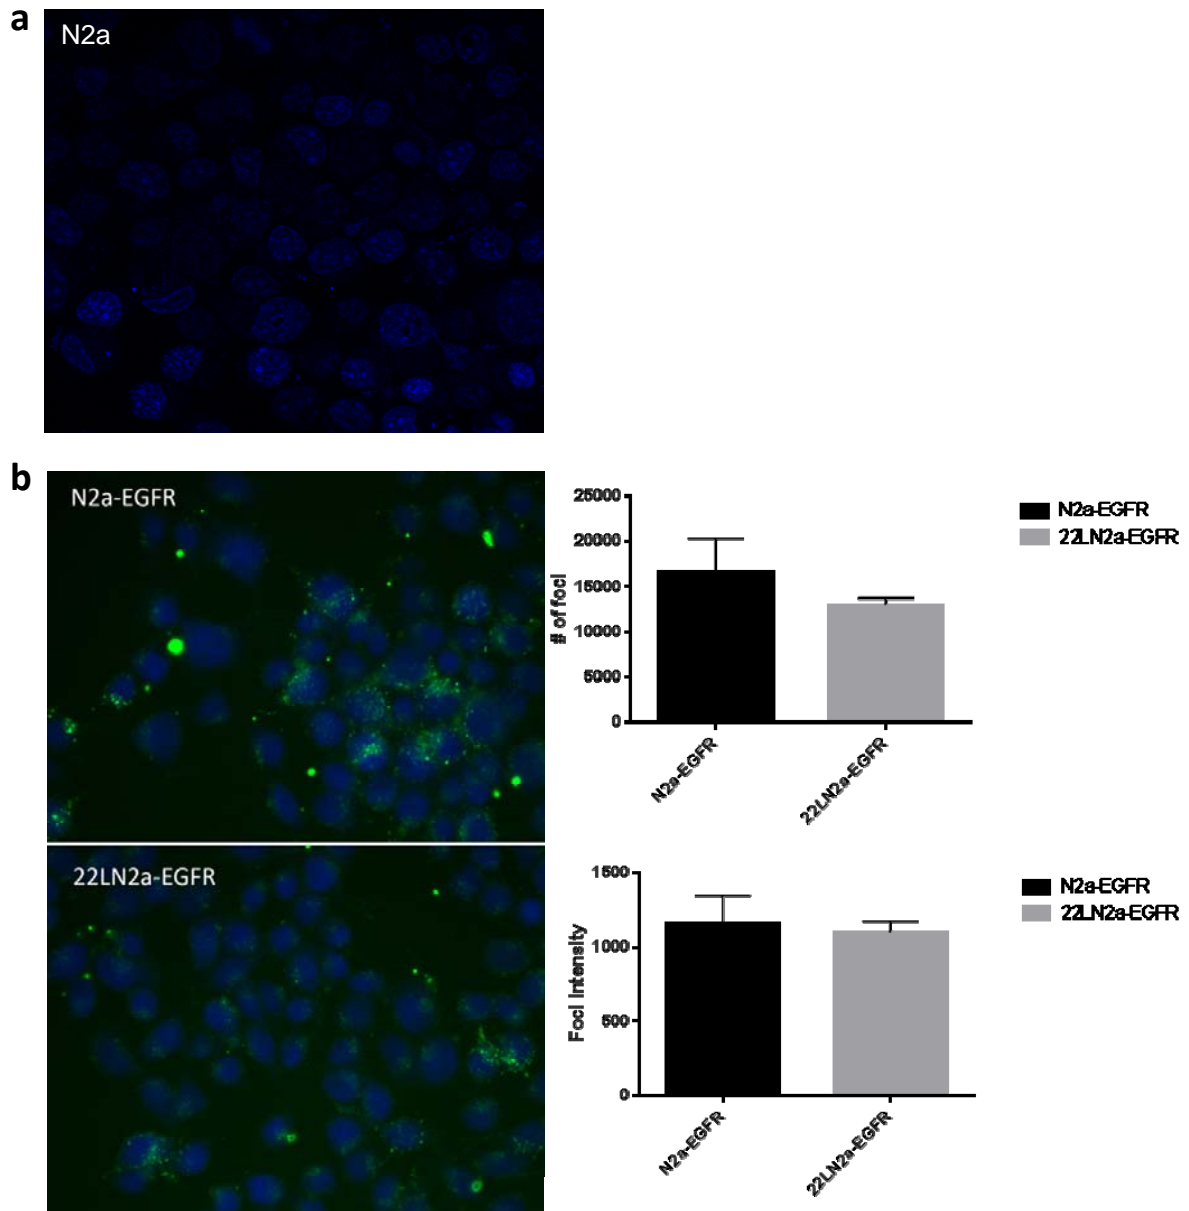 a
N2a
b
N2a-EGFR
25000
20000
15000
10000
5000
0
# of foci
N2a-EGFR
22LN2a-EGFR
N2a-EGFR
22LN2a-EGFR
22LN2a-EGFR
1500
1000
500
0
Foci Intensity
N2a-EGFR
22LN2a-EGFR
N2a-EGFR
22LN2a-EGFR